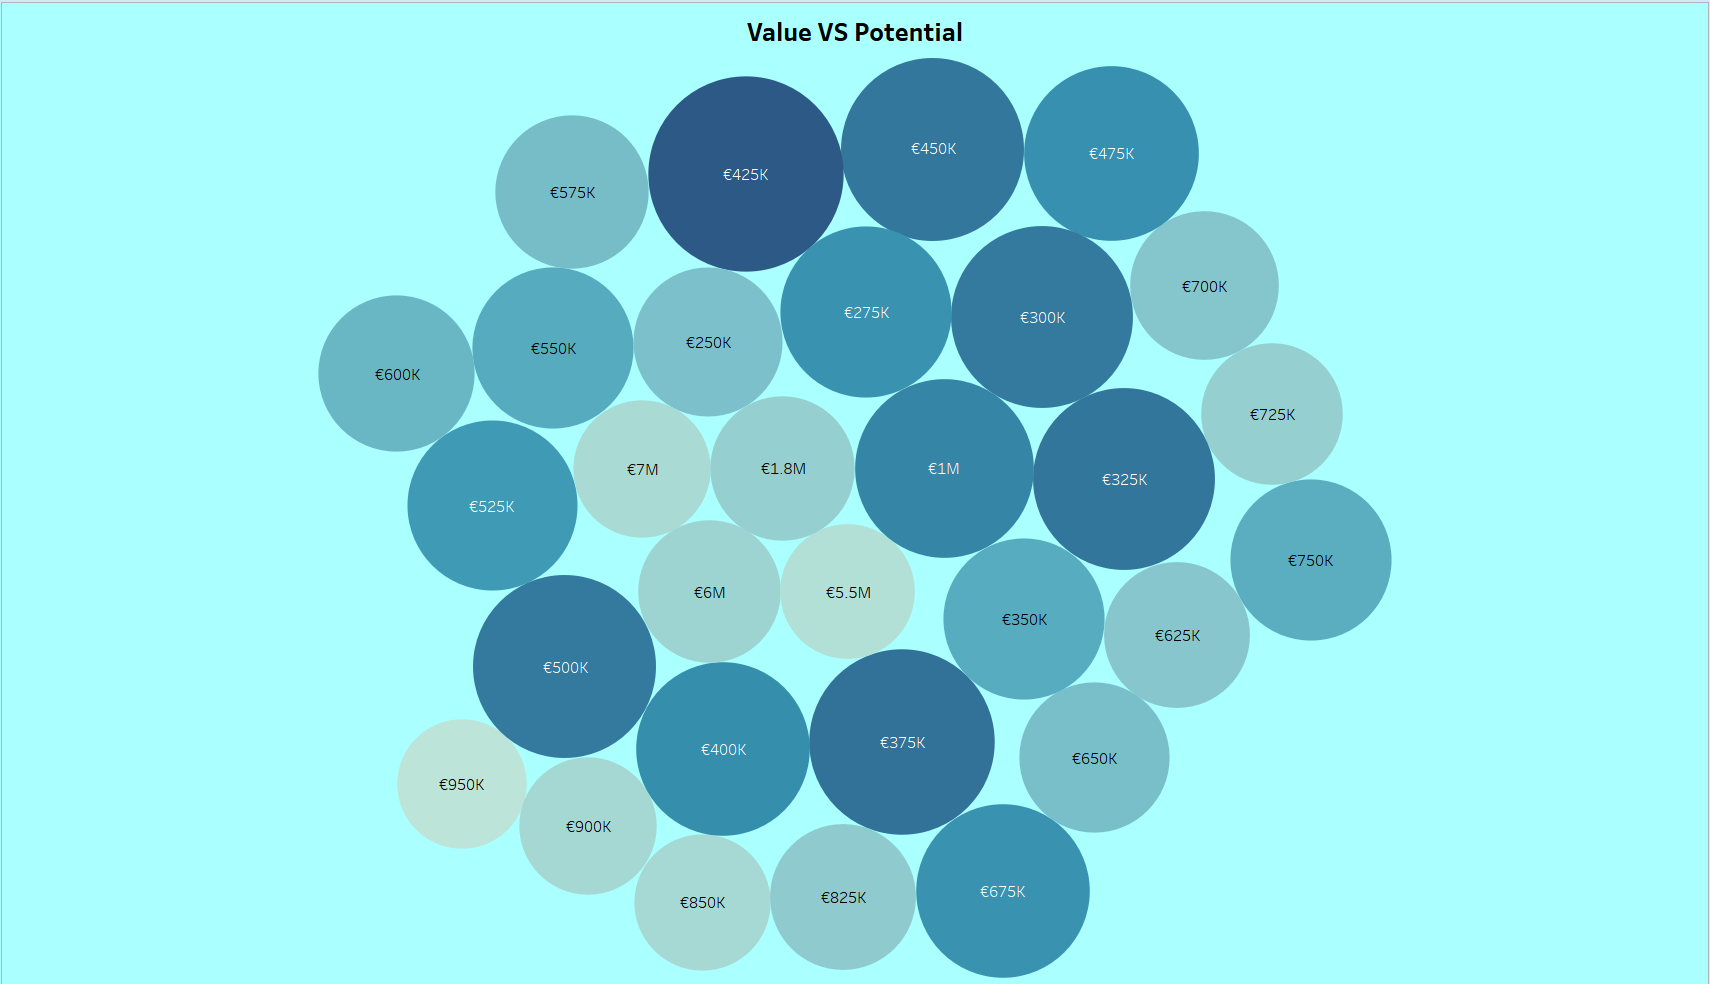 Value VS Potential
€450K
€475K
€425K
€575K
€700K
€275K
€300K
€250K
€550K
€600K
€725K
€7M
€1.8M
€1M
€325K
€525K
€750K
€6M
€5.5M
€350K
€625K
€500K
€400K
€375K
€650K
€950K
€900K
€850K
€825K
€675K